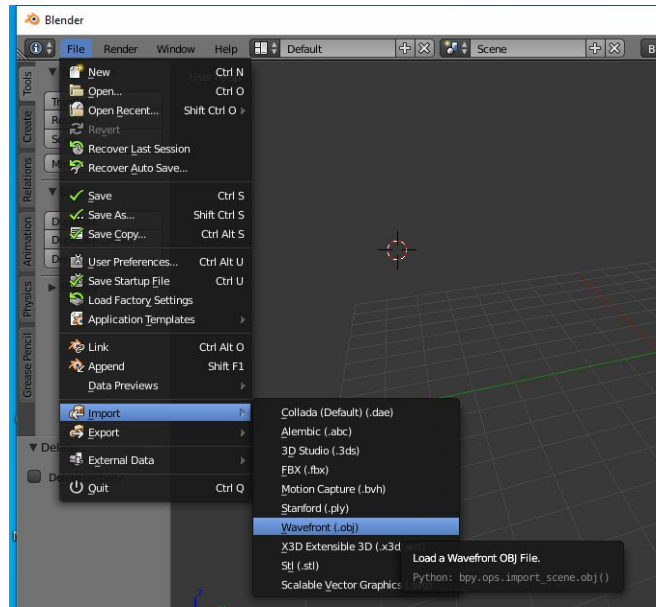 Blender
File Render Window Help Default Scene B
New Ctrl N
Open... Ctrl O
Open Recent... Shift Ctrl O
Revert
Recover Last Session
Recover Auto Save...
Save Ctrl S
Save As... Shift Ctrl S
Save Copy... Ctrl Alt S
User Preferences... Ctrl Alt U
Save Startup File Ctrl U
Load Factory Settings
Application Templates
Link Ctrl Alt O
Append Shift F1
Data Previews
Import
Export
External Data
Quit Ctrl Q
Collada (Default) (.dae)
Alembic (.abc)
3D Studio (.3ds)
FBX (.fbx)
Motion Capture (.bvh)
Stanford (.ply)
Wavefront (.obj)
X3D Extensible 3D (.x3d
Stl (.stl)
Scalable Vector Graphics
Load a Wavefront OBJ File.
Python: bpy.ops.import_scene.obj()
Tools
Create
Relations
Animation
Physics
Grease Pencil
z